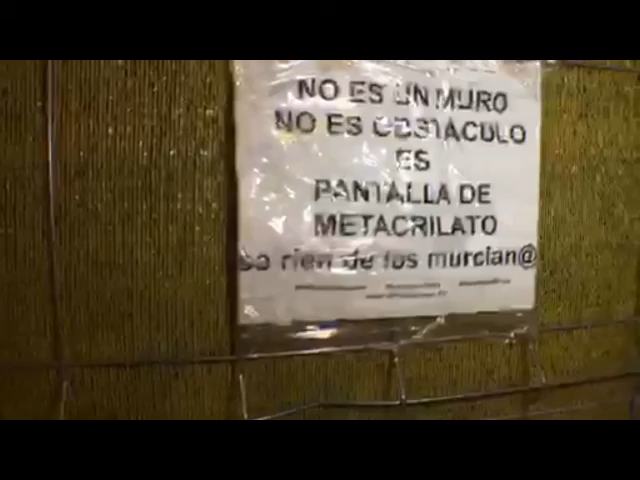 NO ES UN MURO
NO ES OBSTACULO
ES
PANTALLA DE
METACRILATO
se rien de los murcian@